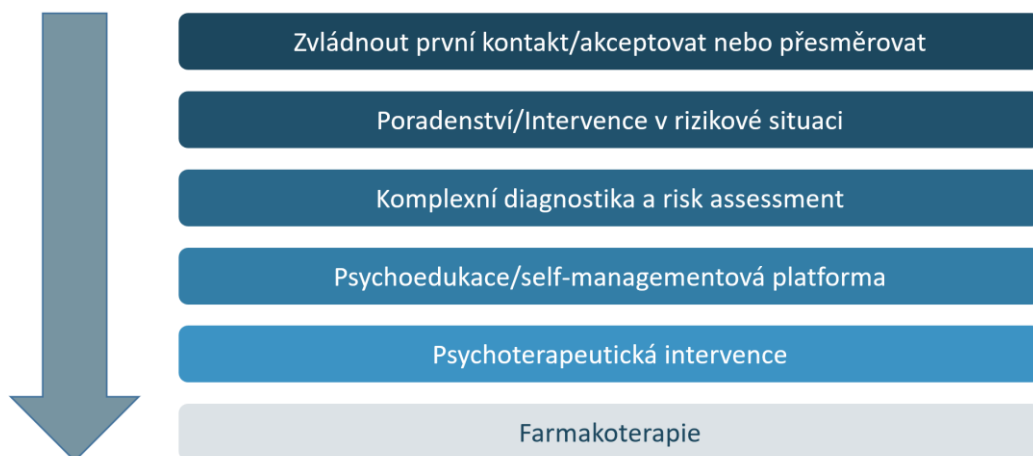 Zvládnout první kontakt/akceptovat nebo přesměrovat
Poradenství/Intervence v rizikové situaci
Komplexní diagnostika a risk assessment
Psychoedukace/self-managementová platforma
Psychoterapeutická intervence
Farmakoterapie